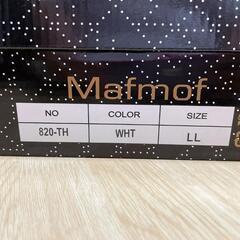 Mafmof
NO COLOR SIZE
820-TH WHT LL